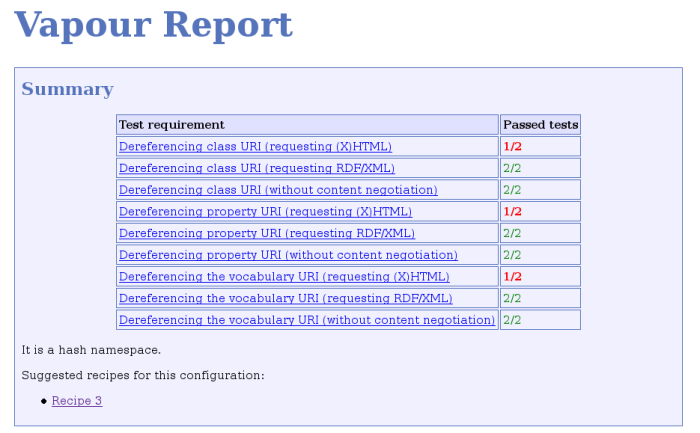 Vapour Report
Summary
Test requirement Passed tests
Dereferencing class URI (requesting (X)HTML) 1/2
Dereferencing class URI (requesting RDF/XML) 2/2
Dereferencing class URI (without content negotiation) 2/2
Dereferencing property URI (requesting (X)HTML) 1/2
Dereferencing property URI (requesting RDF/XML) 2/2
Dereferencing property URI (without content negotiation) 2/2
Dereferencing the vocabulary URI (requesting (X)HTML) 1/2
Dereferencing the vocabulary URI (requesting RDF/XML) 2/2
Dereferencing the vocabulary URI (without content negotiation) 2/2
It is a hash namespace.
Suggested recipes for this configuration:
• Recipe 3